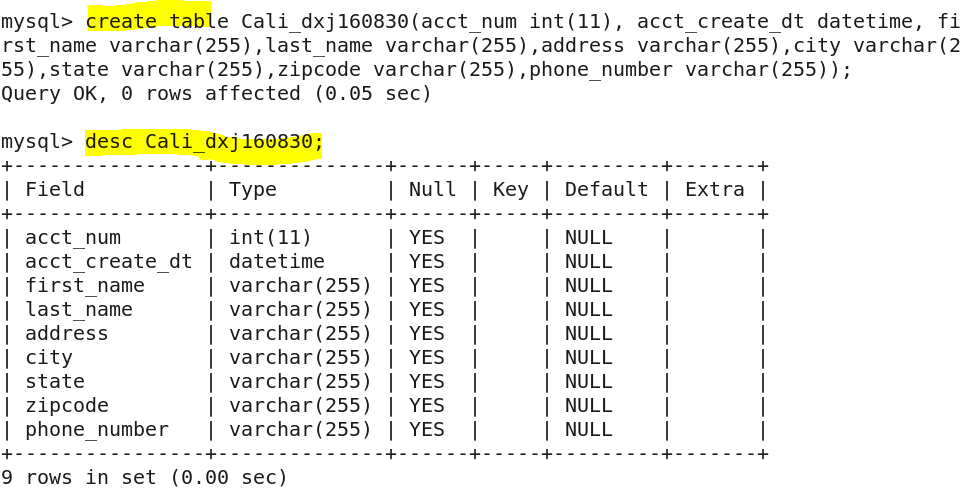 mysql> create table Cali_dxj160830(acct_num int(11), acct_create_dt datetime, fi
rst_name varchar(255),last_name varchar(255),address varchar(255),city varchar(2
55),state varchar(255),zipcode varchar(255),phone_number varchar(255));
Query OK, 0 rows affected (0.05 sec)

mysql> desc Cali_dxj160830;
+----------------+--------------+------+-----+---------+-------+
| Field          | Type         | Null | Key | Default | Extra |
+----------------+--------------+------+-----+---------+-------+
| acct_num       | int(11)      | YES  |     | NULL    |       |
| acct_create_dt | datetime     | YES  |     | NULL    |       |
| first_name     | varchar(255) | YES  |     | NULL    |       |
| last_name      | varchar(255) | YES  |     | NULL    |       |
| address        | varchar(255) | YES  |     | NULL    |       |
| city           | varchar(255) | YES  |     | NULL    |       |
| state          | varchar(255) | YES  |     | NULL    |       |
| zipcode        | varchar(255) | YES  |     | NULL    |       |
| phone_number   | varchar(255) | YES  |     | NULL    |       |
+----------------+--------------+------+-----+---------+-------+
9 rows in set (0.00 sec)